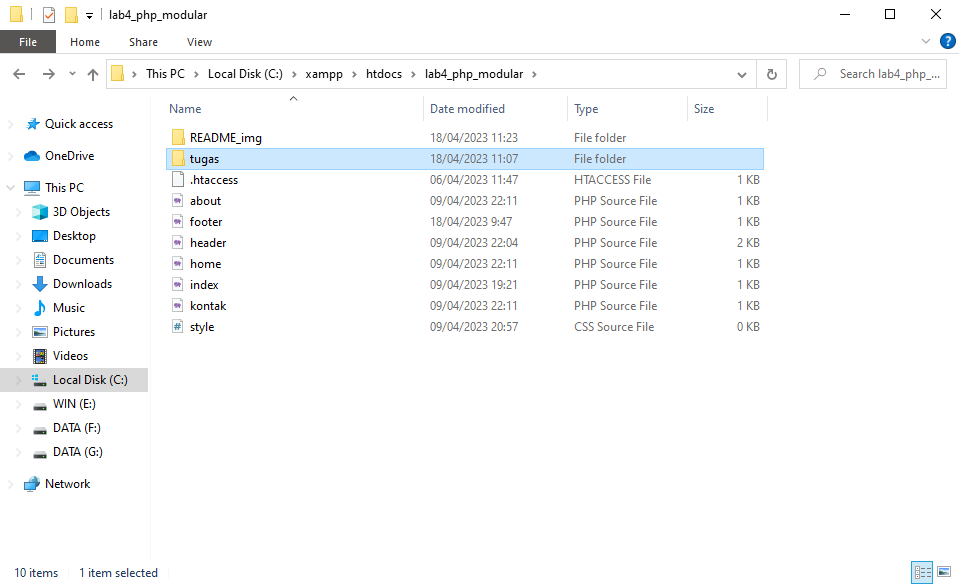 lab4_php_modular
File Home Share View
This PC Local Disk (C:) xampp htdocs lab4_php_modular Search lab4_php_...
Name Date modified Type Size
Quick access
OneDrive
This PC
3D Objects
Desktop
Documents
Downloads
Music
Pictures
Videos
Local Disk (C:)
WIN (E:)
DATA (F:)
DATA (G:)
Network
README_img 18/04/2023 11:23 File folder
tugas 18/04/2023 11:07 File folder
.htaccess 06/04/2023 11:47 HTACCESS File 1 KB
about 09/04/2023 22:11 PHP Source File 1 KB
footer 18/04/2023 9:47 PHP Source File 1 KB
header 09/04/2023 22:04 PHP Source File 2 KB
home 09/04/2023 22:11 PHP Source File 1 KB
index 09/04/2023 19:21 PHP Source File 1 KB
kontak 09/04/2023 22:11 PHP Source File 1 KB
style 09/04/2023 20:57 CSS Source File 0 KB
10 items 1 item selected